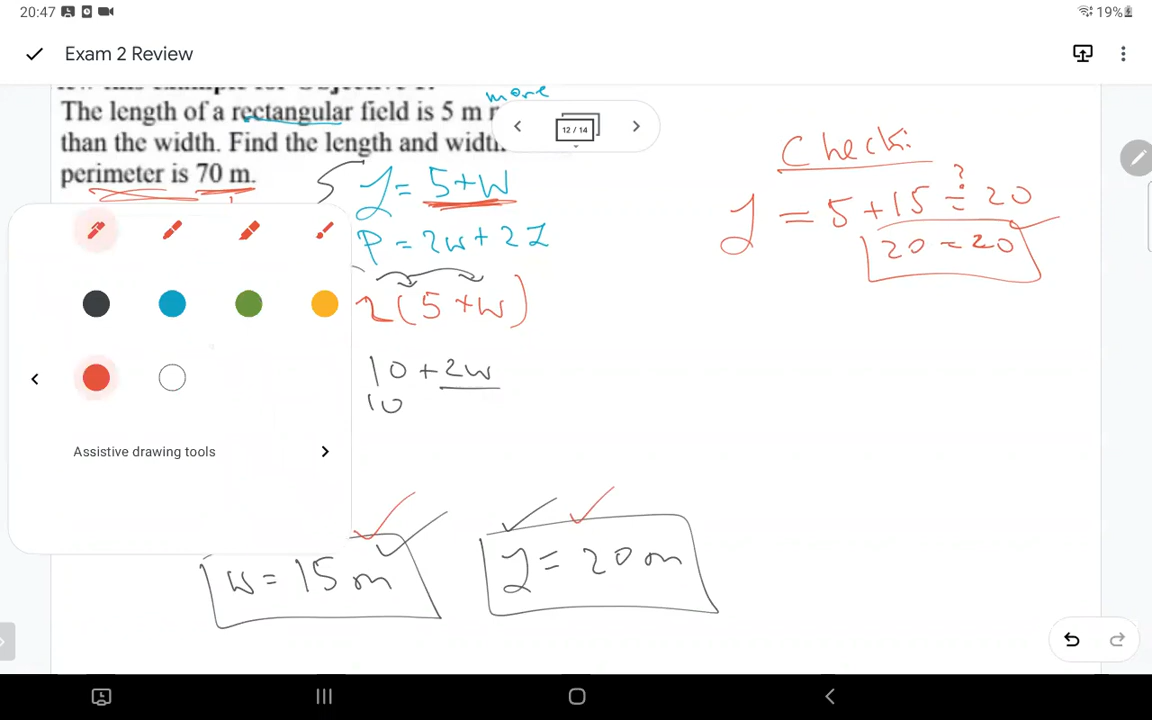 20:47 19%
Exam 2 Review
more
The length of a rectangular field is 5 m
12 / 14
than the width. Find the length and width
perimeter is 70 m.
L = 5+W
P = 2W + 2L
2(5+W)
10 + 2W
10
Check:
L = 5 + 15 ≟ 20
20 = 20
Assistive drawing tools
W = 15 m
L = 20 m